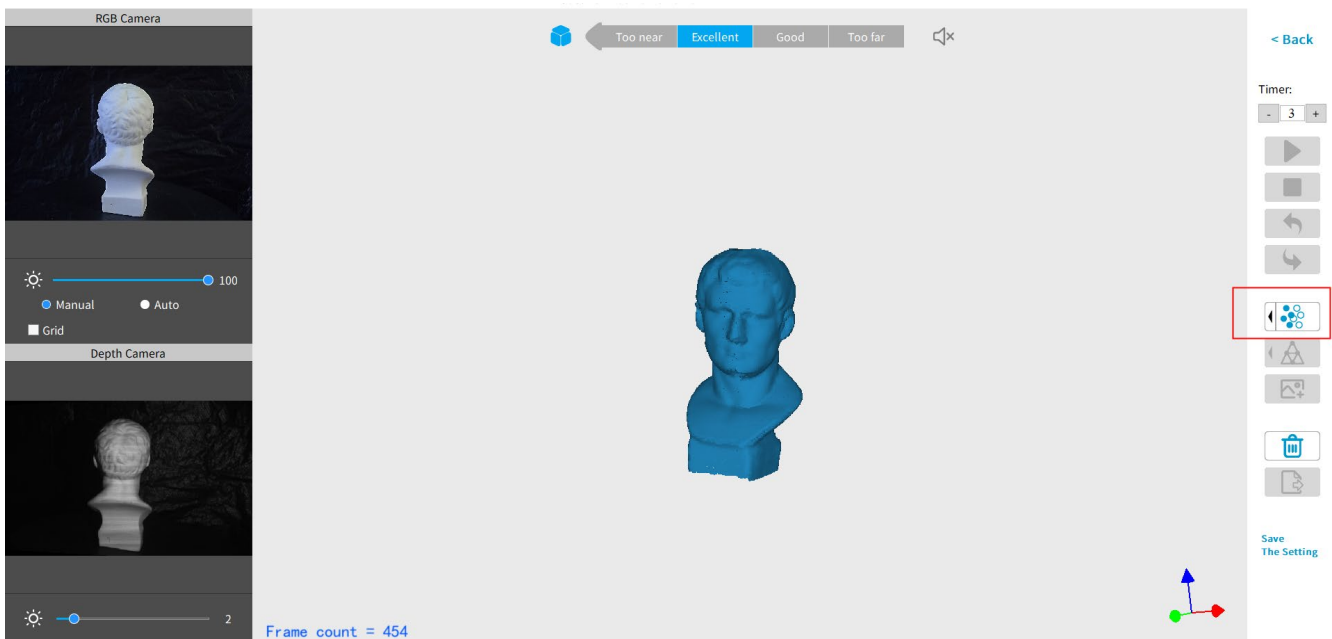 RGB Camera
Too near
Excellent
Good
Too far
< Back
Timer:
- 3 +
100
Manual
Auto
Grid
Depth Camera
Save
The Setting
2
Frame count = 454